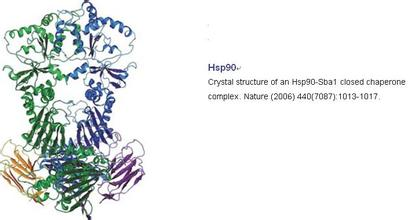 Hsp90
Crystal structure of an Hsp90-Sba1 closed chaperone
complex. Nature (2006) 440(7087):1013-1017.